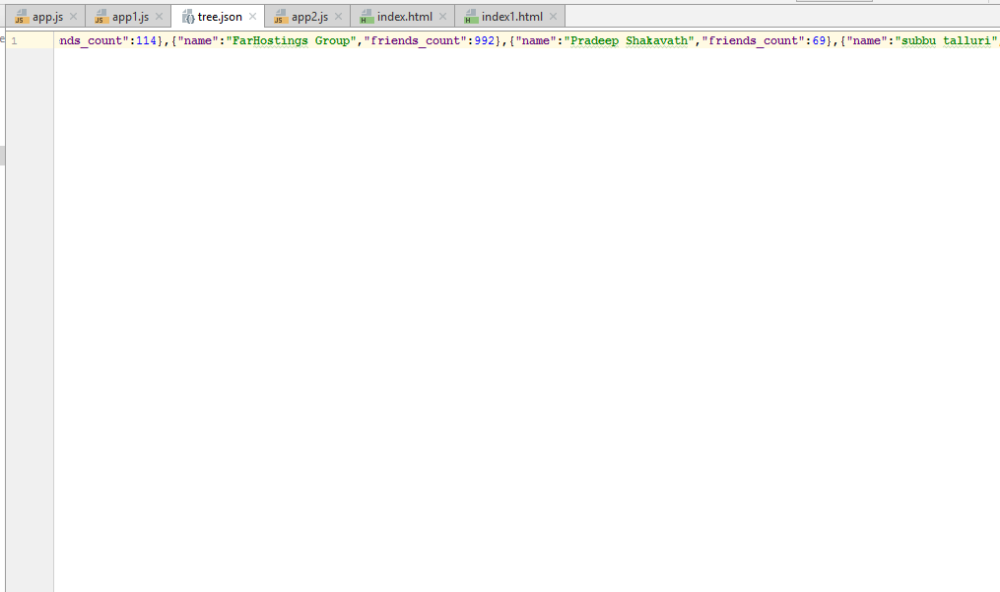 app.js app1.js tree.json app2.js index.html index1.html
1 nds_count":114},{"name":"FarHostings Group","friends_count":992},{"name":"Pradeep Shakavath","friends_count":69},{"name":"subbu talluri"